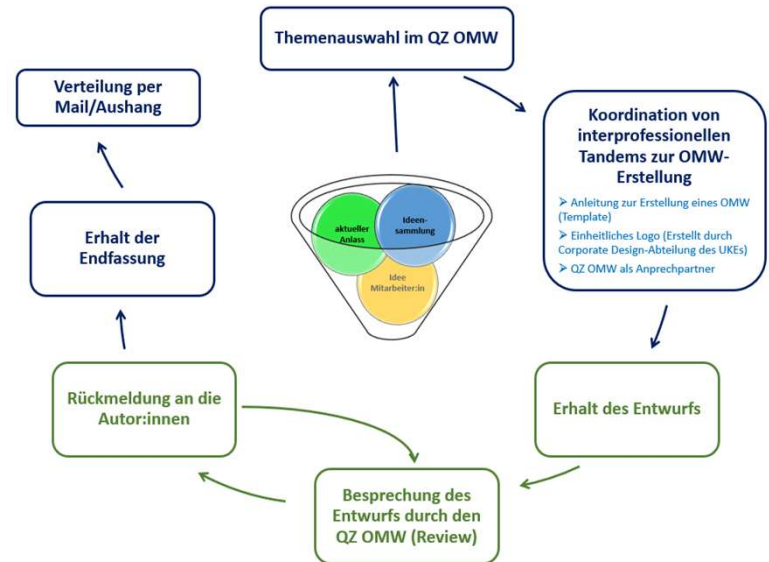 Themenauswahl im QZ OMW
Koordination von
interprofessionellen
Tandems zur OMW-
Erstellung
➤ Anleitung zur Erstellung eines OMW
(Template)
➤ Einheitliches Logo (Erstellt durch
Corporate Design-Abteilung des UKEs)
➤ QZ OMW als Anprechpartner
Erhalt des Entwurfs
Besprechung des
Entwurfs durch den
QZ OMW (Review)
Rückmeldung an die
Autor:innen
Erhalt der
Endfassung
Verteilung per
Mail/Aushang
aktueller
Anlass
Ideen-
sammlung
Idee
Mitarbeiter:in